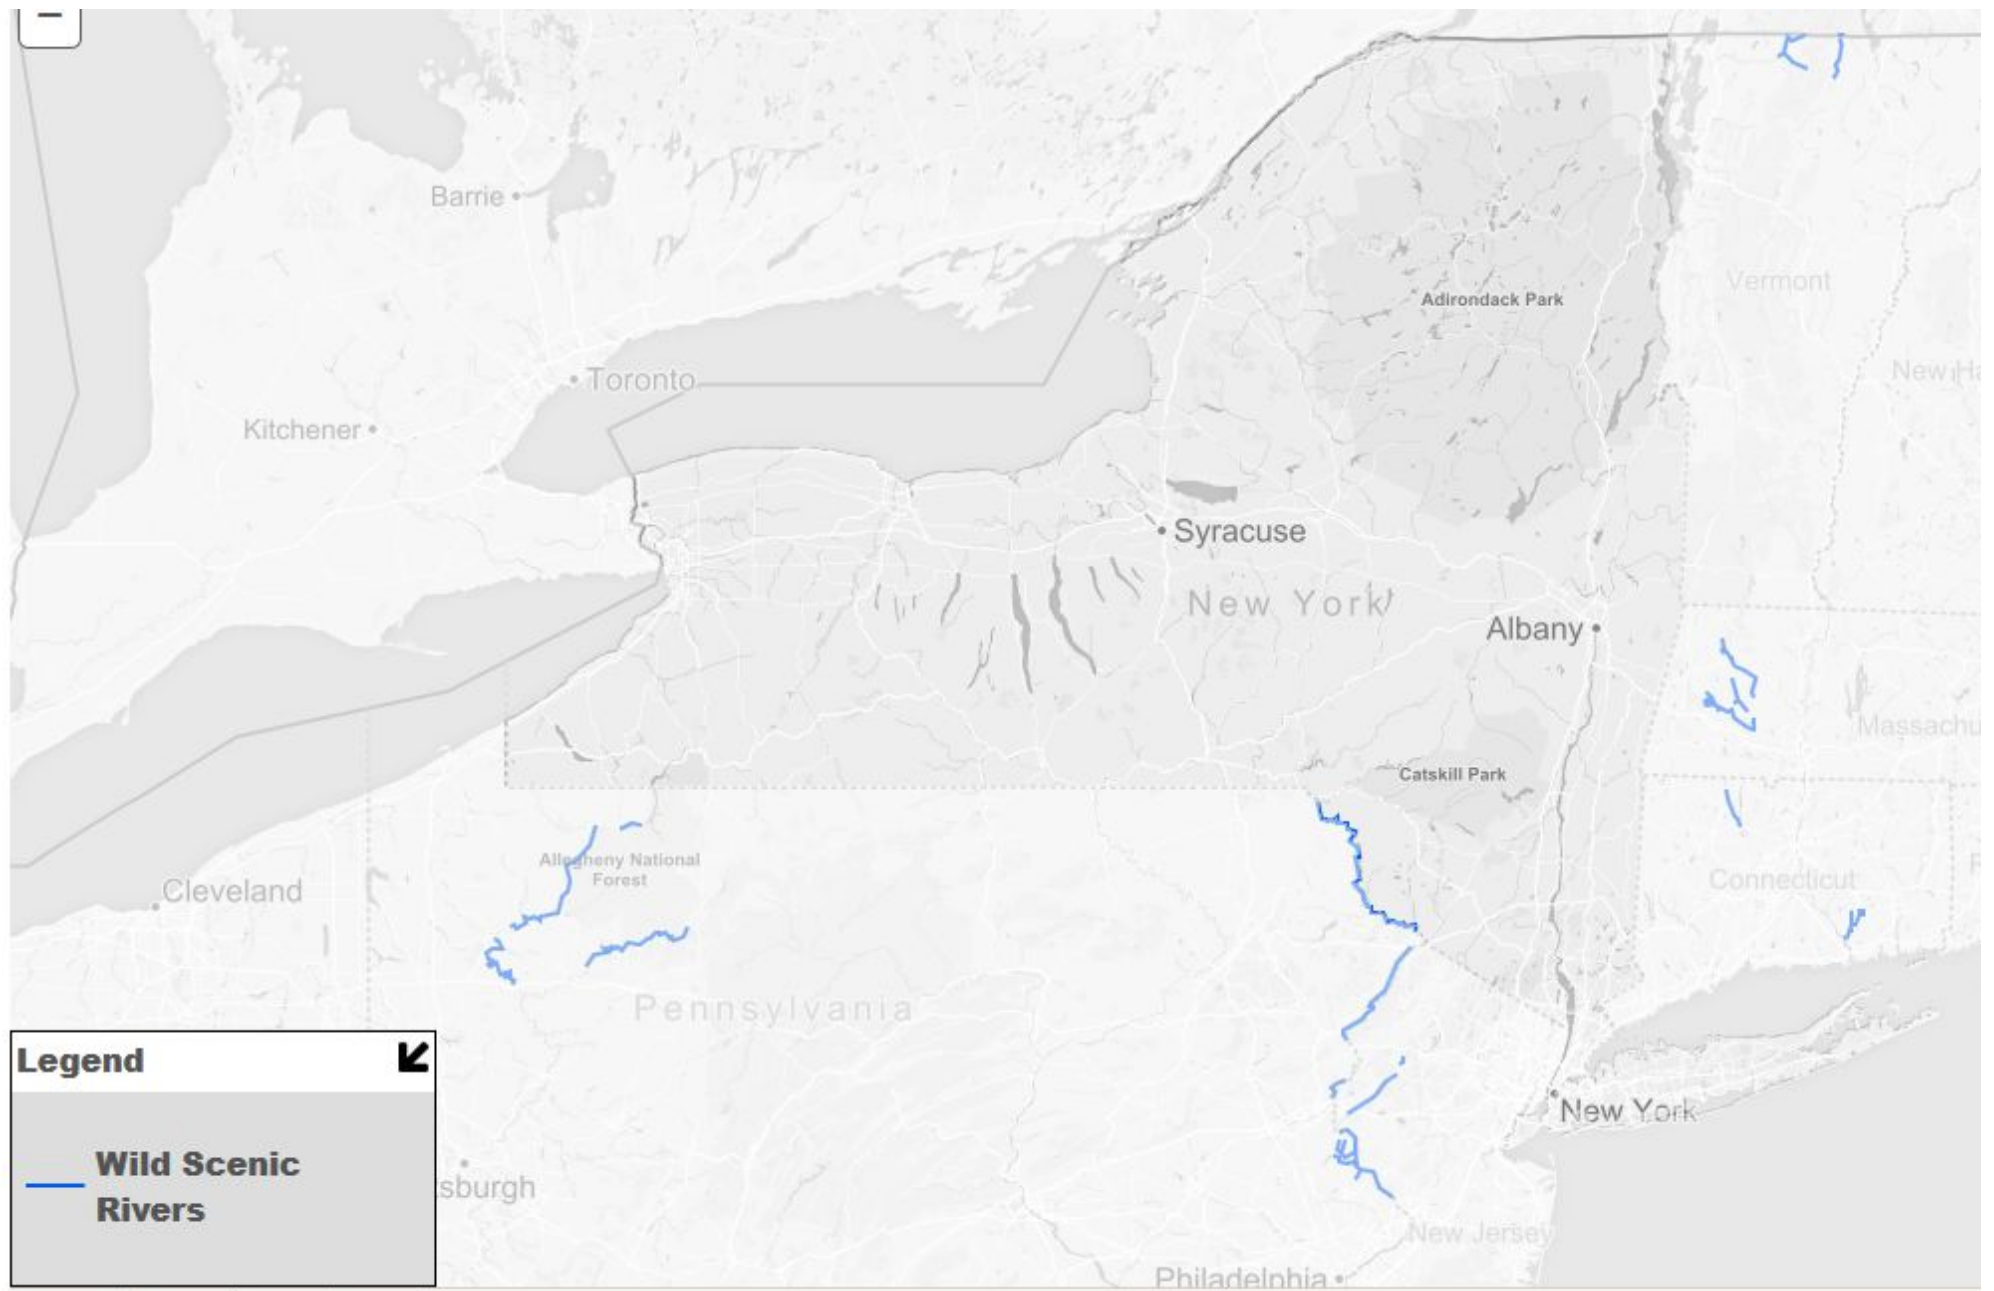 Barrie
Vermont
Adirondack Park
New Ha
Toronto
Kitchener
Syracuse
New York
Albany
Massachu
Catskill Park
Allegheny National
Forest
Cleveland
Connecticut
R
Pennsylvania
Legend
New York
Wild Scenic
Rivers
sburgh
New Jersey
Philadelphia